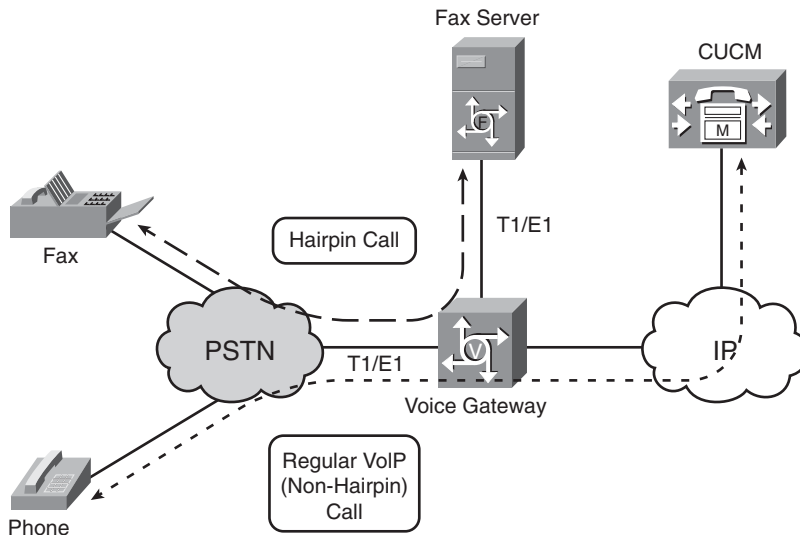 Fax Server
CUCM
F
M
T1/E1
Hairpin Call
Fax
PSTN
T1/E1
V
IP
Voice Gateway
Regular VoIP
(Non-Hairpin)
Call
Phone